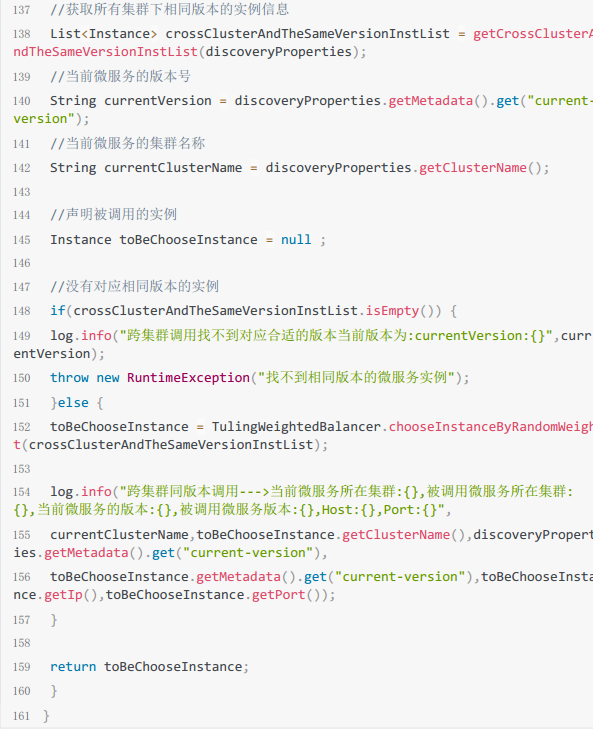 137 //获取所有集群下相同版本的实例信息
138 List<Instance> crossClusterAndTheSameVersionInstList = getCrossClusterA
ndTheSameVersionInstList(discoveryProperties);
139 //当前微服务的版本号
140 String currentVersion = discoveryProperties.getMetadata().get("current-
version");
141 //当前微服务的集群名称
142 String currentClusterName = discoveryProperties.getClusterName();
143
144 //声明被调用的实例
145 Instance toBeChooseInstance = null ;
146
147 //没有对应相同版本的实例
148 if(crossClusterAndTheSameVersionInstList.isEmpty()) {
149 log.info("跨集群调用找不到对应合适的版本当前版本为:currentVersion:{}",curr
entVersion);
150 throw new RuntimeException("找不到相同版本的微服务实例");
151 }else {
152 toBeChooseInstance = TulingWeightedBalancer.chooseInstanceByRandomWeigh
t(crossClusterAndTheSameVersionInstList);
153
154 log.info("跨集群同版本调用--->当前微服务所在集群:{},被调用微服务所在集群:
{},当前微服务的版本:{},被调用微服务版本:{},Host:{},Port:{}",
155 currentClusterName,toBeChooseInstance.getClusterName(),discoveryPropert
ies.getMetadata().get("current-version"),
156 toBeChooseInstance.getMetadata().get("current-version"),toBeChooseInsta
nce.getIp(),toBeChooseInstance.getPort());
157 }
158
159 return toBeChooseInstance;
160 }
161 }